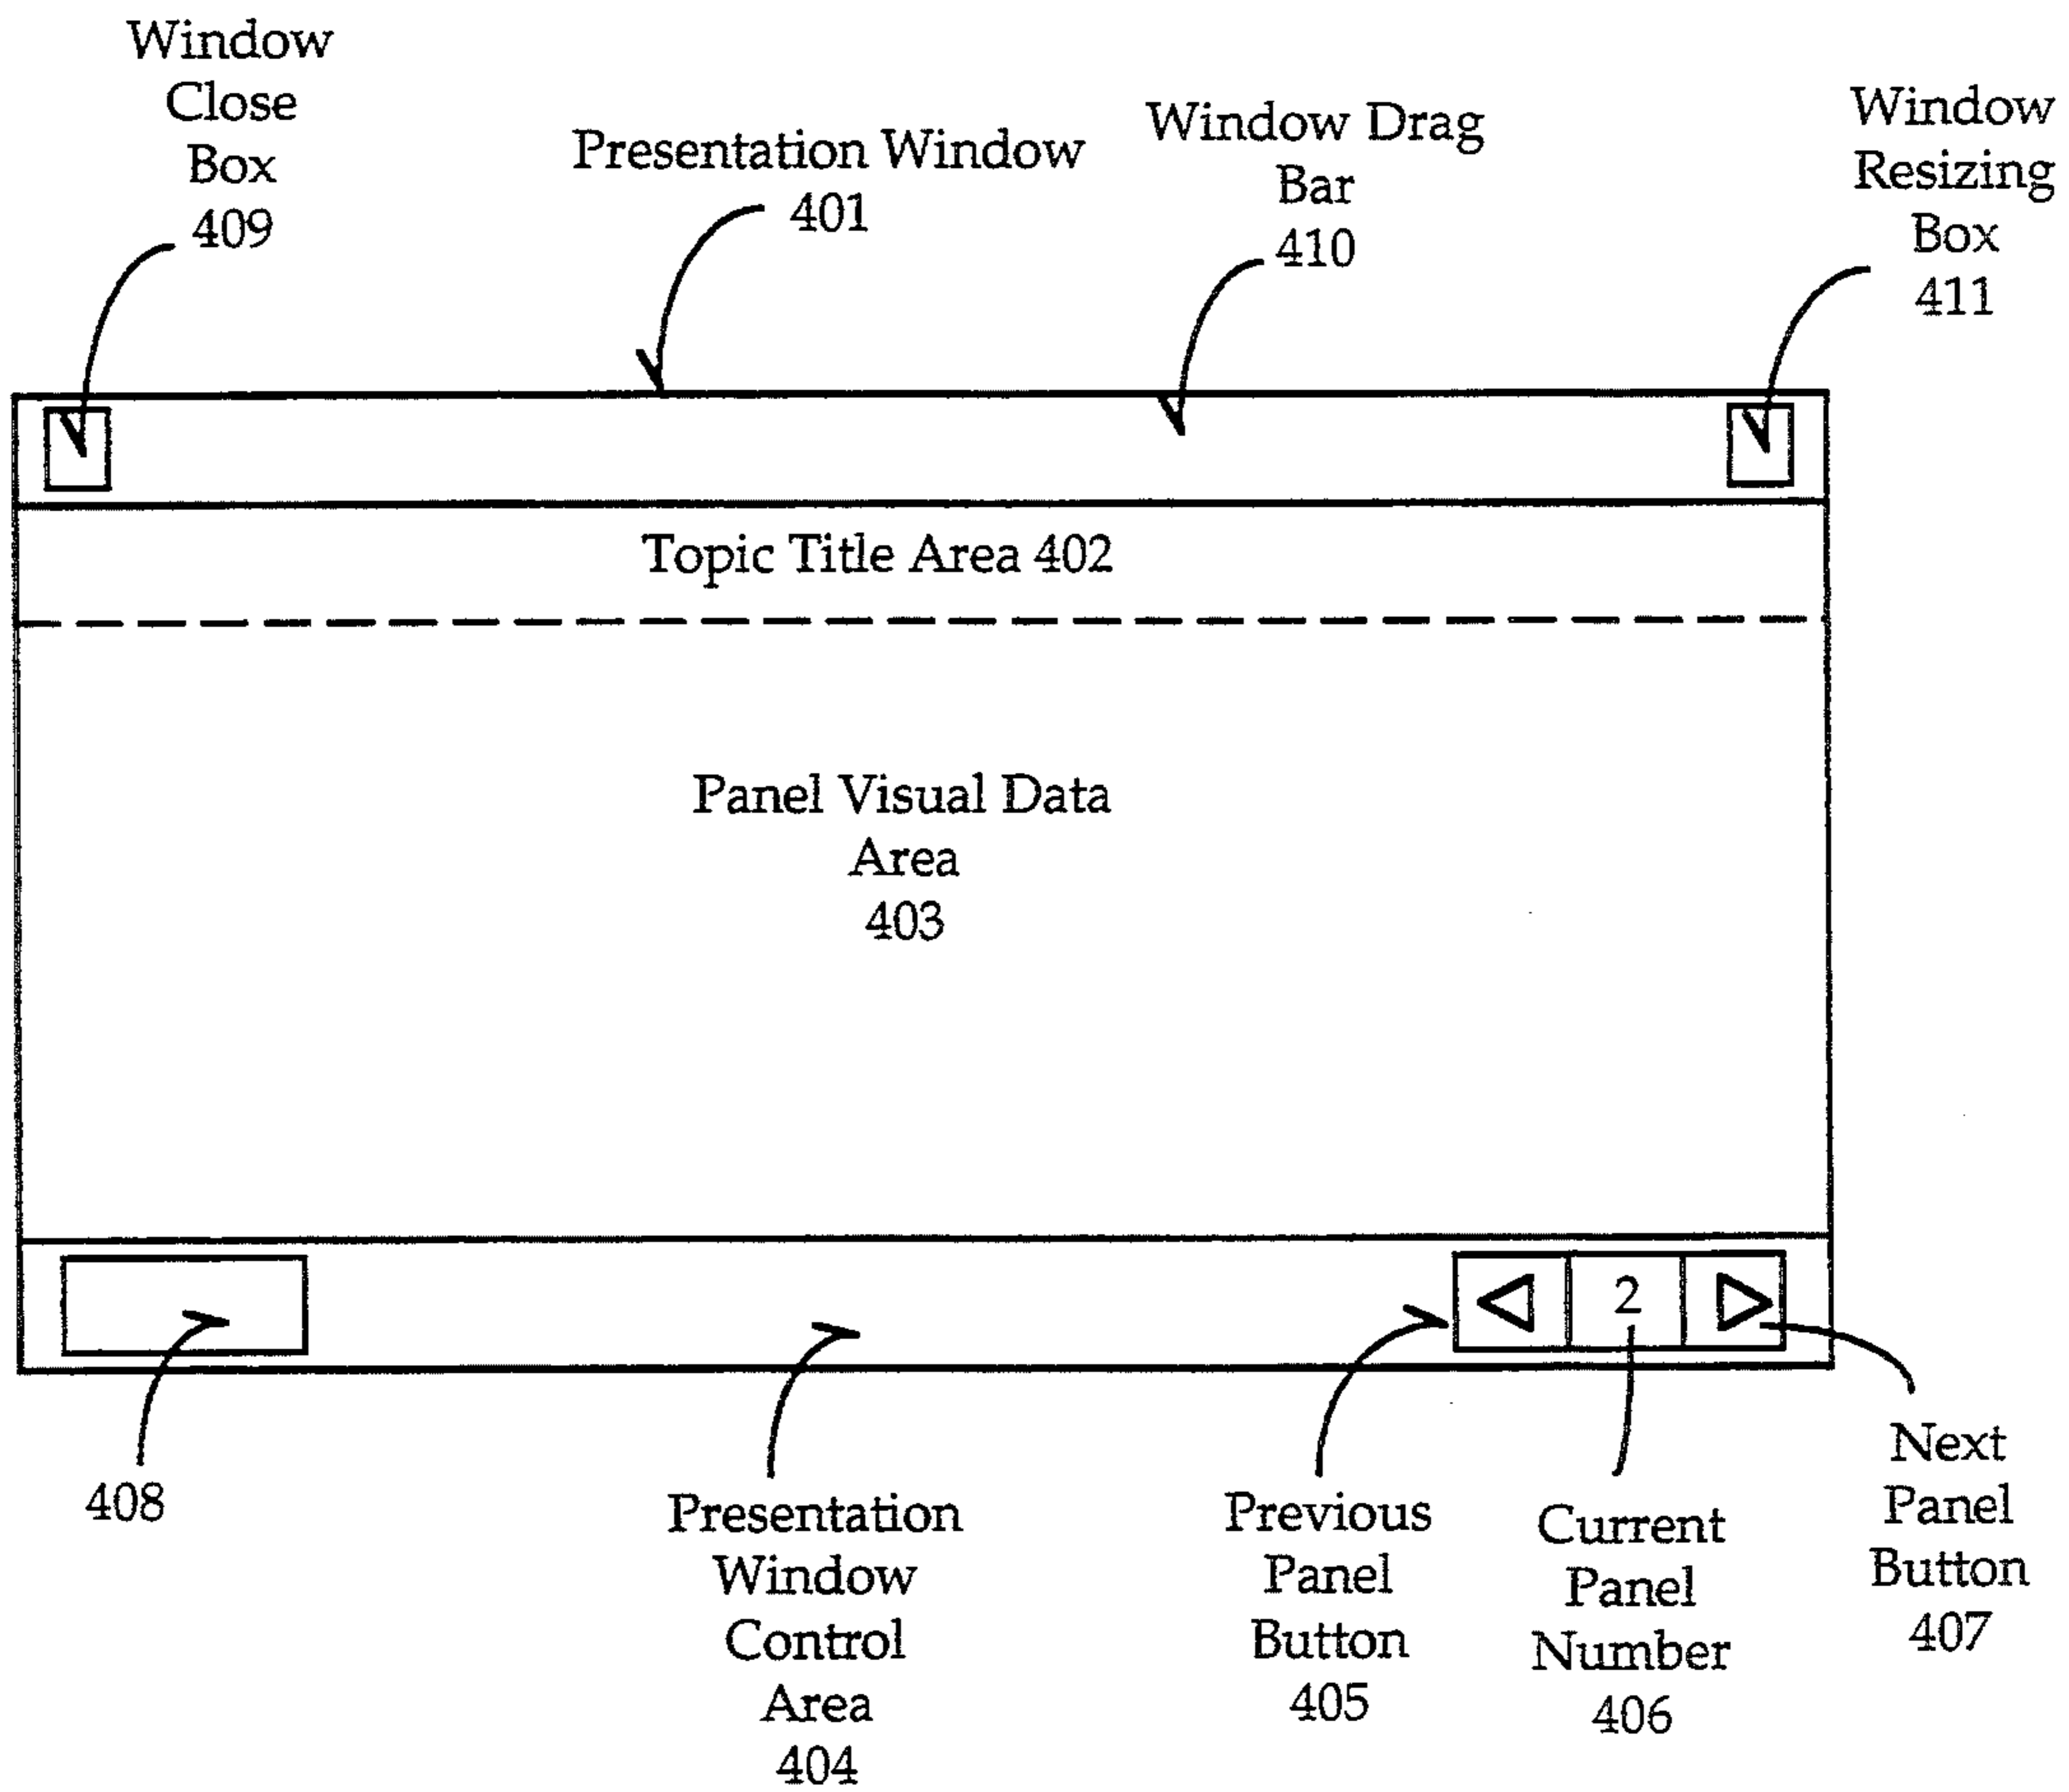 Window
Close
Box
409
Presentation Window
401
Window Drag
Bar
410
Window
Resizing
Box
411
Topic Title Area 402
Panel Visual Data
Area
403
2
408
Presentation
Window
Control
Area
404
Previous
Panel
Button
405
Current
Panel
Number
406
Next
Panel
Button
407